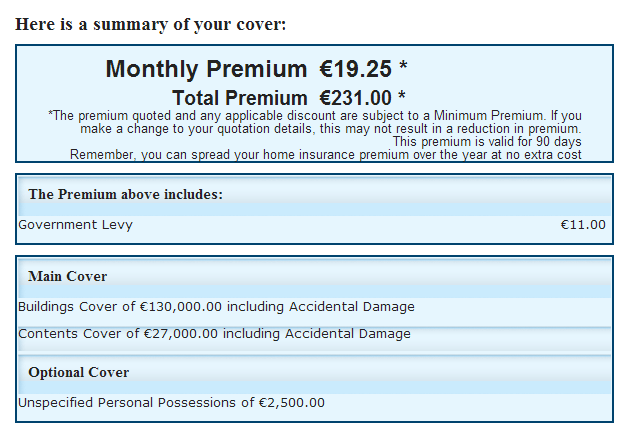 Here is a summary of your cover:
Monthly Premium €19.25 *
Total Premium €231.00 *
*The premium quoted and any applicable discount are subject to a Minimum Premium. If you
make a change to your quotation details, this may not result in a reduction in premium.
This premium is valid for 90 days
Remember, you can spread your home insurance premium over the year at no extra cost
The Premium above includes:
Government Levy €11.00
Main Cover
Buildings Cover of €130,000.00 including Accidental Damage
Contents Cover of €27,000.00 including Accidental Damage
Optional Cover
Unspecified Personal Possessions of €2,500.00